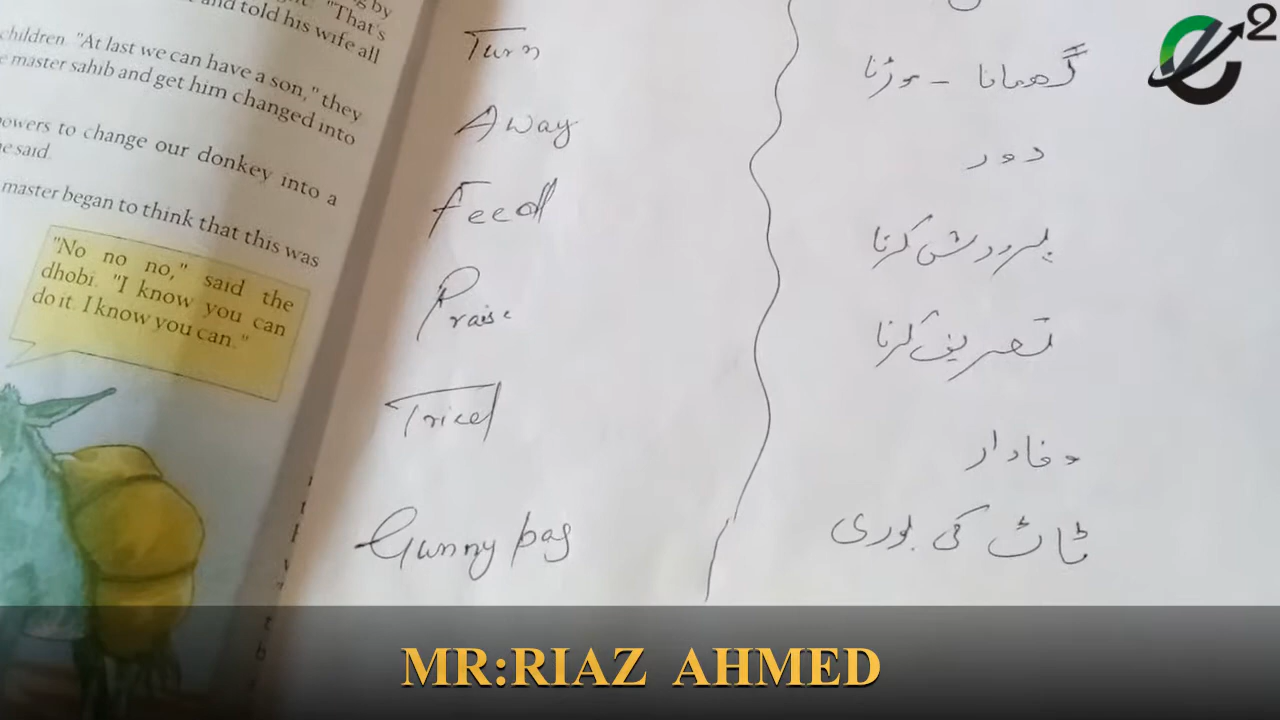 g by
"That's
and told his wife all
children. "At last we can have a son," they
e master sahib and get him changed into
powers to change our donkey into a
e said.
master began to think that this was
"No no no," said the
dhobi. "I know you can
do it. I know you can."
Turn گھمانا - موڑنا
Away دور
Feed پرورش کرنا
Praise تعریف کرنا
Tried وفادار
Gunny bag ٹاٹ کی بوری
e2
MR:RIAZ AHMED